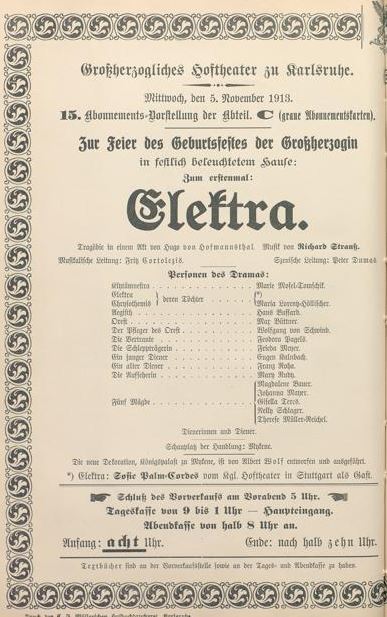 Großherzogliches Hoftheater zu Karlsruhe.
Mittwoch, den 5. November 1913.
15. Abonnements-Vorstellung der Abteil. C (graue Abonnementskarten).
Zur Feier des Geburtsfestes der Großherzogin
in festlich beleuchtetem Hause:
Zum erstenmal:
Elektra.
Tragödie in einem Akt von Hugo von Hofmannsthal. Musik von Richard Strauß.
Musikalische Leitung: Fritz Cortolezis. Szenische Leitung: Peter Dumas.
Personen des Dramas:
Klytämnestra . . . . . Marie Mosel-Tomschik.
Elektra } deren Töchter . . . . . { *)
Chrysothemis } deren Töchter . . . . . { Maria Lorentz-Höllischer.
Aegisth . . . . . Hans Bussard.
Orest . . . . . Max Büttner.
Der Pfleger des Orest . . . . . Wolfgang von Schwind.
Die Vertraute . . . . . Frodora Pagels.
Die Schleppträgerin . . . . . Frieda Meyer.
Ein junger Diener . . . . . Eugen Kalnbach.
Ein alter Diener . . . . . Franz Roha.
Die Aufseherin . . . . . Mary Ruby.
Magdalene Bauer.
Johanna Mayer.
Fünf Mägde . . . . . Gisella Teres.
Nelly Schlager.
Therese Müller-Reichel.
Dienerinnen und Diener.
Schauplatz der Handlung: Mykene.
Die neue Dekoration, Königspalast zu Mykene, ist von Albert Wolf entworfen und ausgeführt.
*) Elektra: Sofie Palm-Cordes vom Kgl. Hoftheater in Stuttgart als Gast.
Schluß des Vorverkaufs am Vorabend 5 Uhr.
Tageskasse von 9 bis 1 Uhr — Haupteingang.
Abendkasse von halb 8 Uhr an.
Anfang: acht Uhr. Ende: nach halb zehn Uhr.
Textbücher sind an der Vorverkaufsstelle sowie an der Tages- und Abendkasse zu haben.